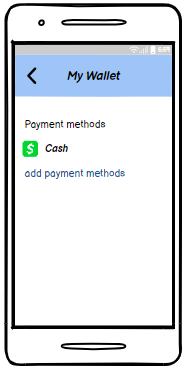 My Wallet
Payment methods
$ Cash
add payment methods